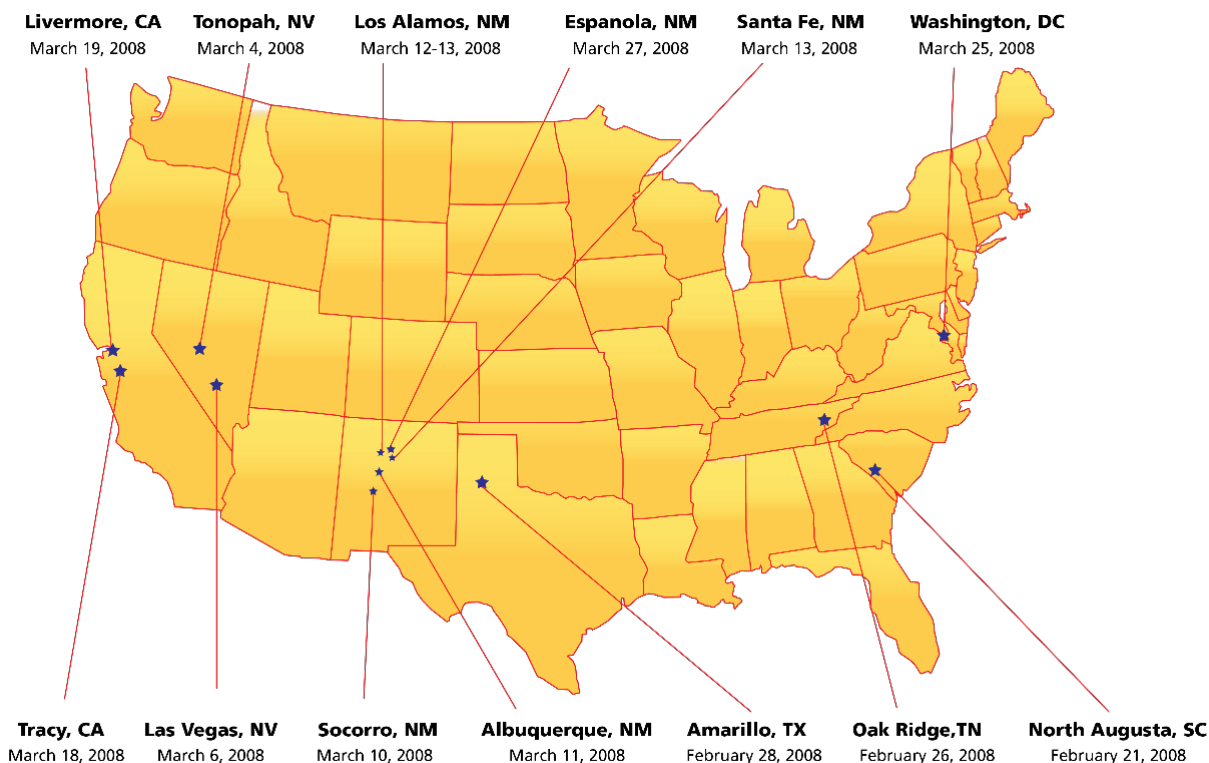 Livermore, CA
March 19, 2008
Tonopah, NV
March 4, 2008
Los Alamos, NM
March 12-13, 2008
Espanola, NM
March 27, 2008
Santa Fe, NM
March 13, 2008
Washington, DC
March 25, 2008
Tracy, CA
March 18, 2008
Las Vegas, NV
March 6, 2008
Socorro, NM
March 10, 2008
Albuquerque, NM
March 11, 2008
Amarillo, TX
February 28, 2008
Oak Ridge,TN
February 26, 2008
North Augusta, SC
February 21, 2008